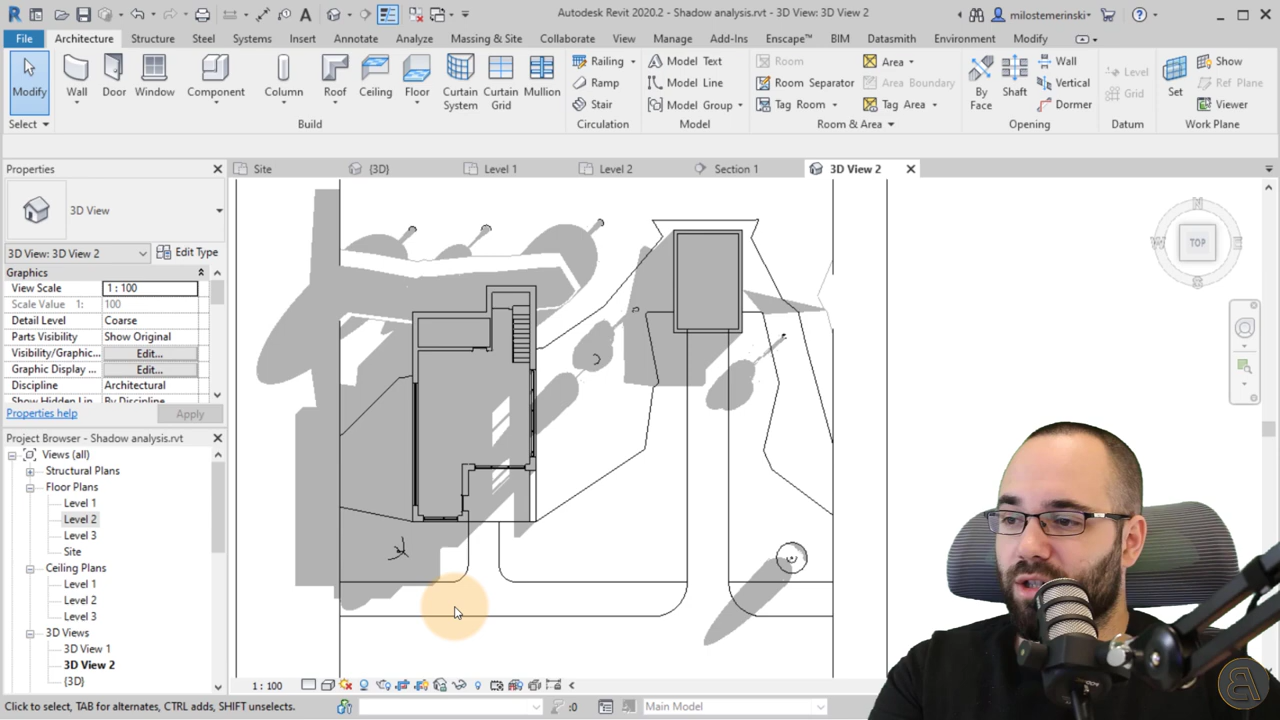 Autodesk Revit 2020.2 - Shadow analysis.rvt - 3D View: 3D View 2
milostemerinski
File
Architecture
Structure
Steel
Systems
Insert
Annotate
Analyze
Massing & Site
Collaborate
View
Manage
Add-Ins
Enscape™
BIM
Datasmith
Environment
Modify
Modify
Wall
Door
Window
Component
Column
Roof
Ceiling
Floor
Curtain System
Curtain Grid
Mullion
Railing
Ramp
Stair
Model Text
Model Line
Model Group
Room
Room Separator
Tag Room
Area
Area Boundary
Tag Area
By Face
Shaft
Wall
Vertical
Dormer
Level
Grid
Set
Show
Ref Plane
Viewer
Select
Build
Circulation
Model
Room & Area
Opening
Datum
Work Plane
Properties
Site
{3D}
Level 1
Level 2
Section 1
3D View 2
3D View
3D View: 3D View 2
Edit Type
Graphics
View Scale
1 : 100
Scale Value 1:
100
Detail Level
Coarse
Parts Visibility
Show Original
Visibility/Graphic...
Edit...
Graphic Display ...
Edit...
Discipline
Architectural
Show Hidden Lin...
By Discipline
Properties help
Apply
Project Browser - Shadow analysis.rvt
Views (all)
Structural Plans
Floor Plans
Level 1
Level 2
Level 3
Site
Ceiling Plans
Level 1
Level 2
Level 3
3D Views
3D View 1
3D View 2
{3D}
N
W
TOP
E
S
1 : 100
Click to select, TAB for alternates, CTRL adds, SHIFT unselects.
:0
Main Model